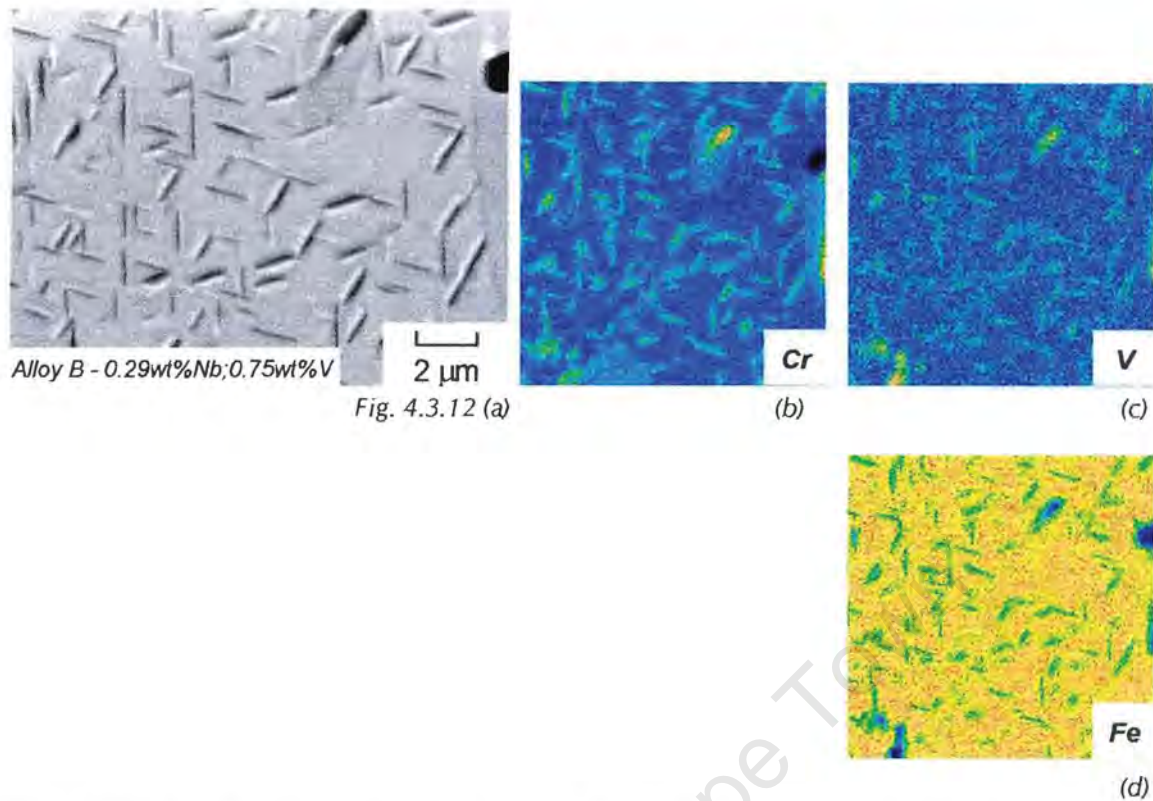 Alloy B - 0.29wt%Nb;0.75wt%V
2 µm
Fig. 4.3.12 (a)
Cr
(b)
V
(c)
Fe
(d)